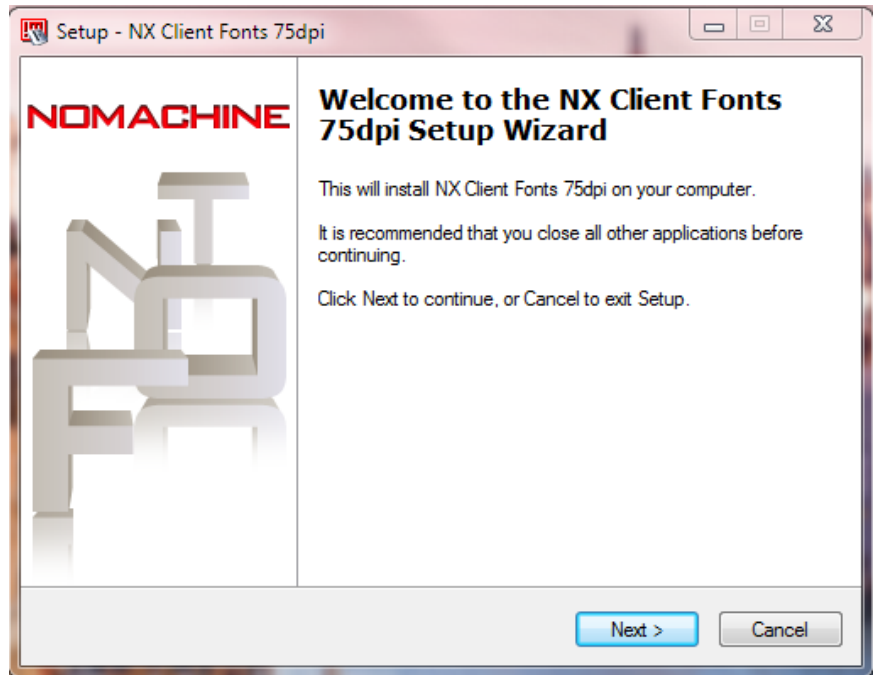 Setup - NX Client Fonts 75dpi
NOMACHINE
Welcome to the NX Client Fonts
75dpi Setup Wizard
This will install NX Client Fonts 75dpi on your computer.
It is recommended that you close all other applications before
continuing.
Click Next to continue, or Cancel to exit Setup.
F
O
N
T
Next >
Cancel